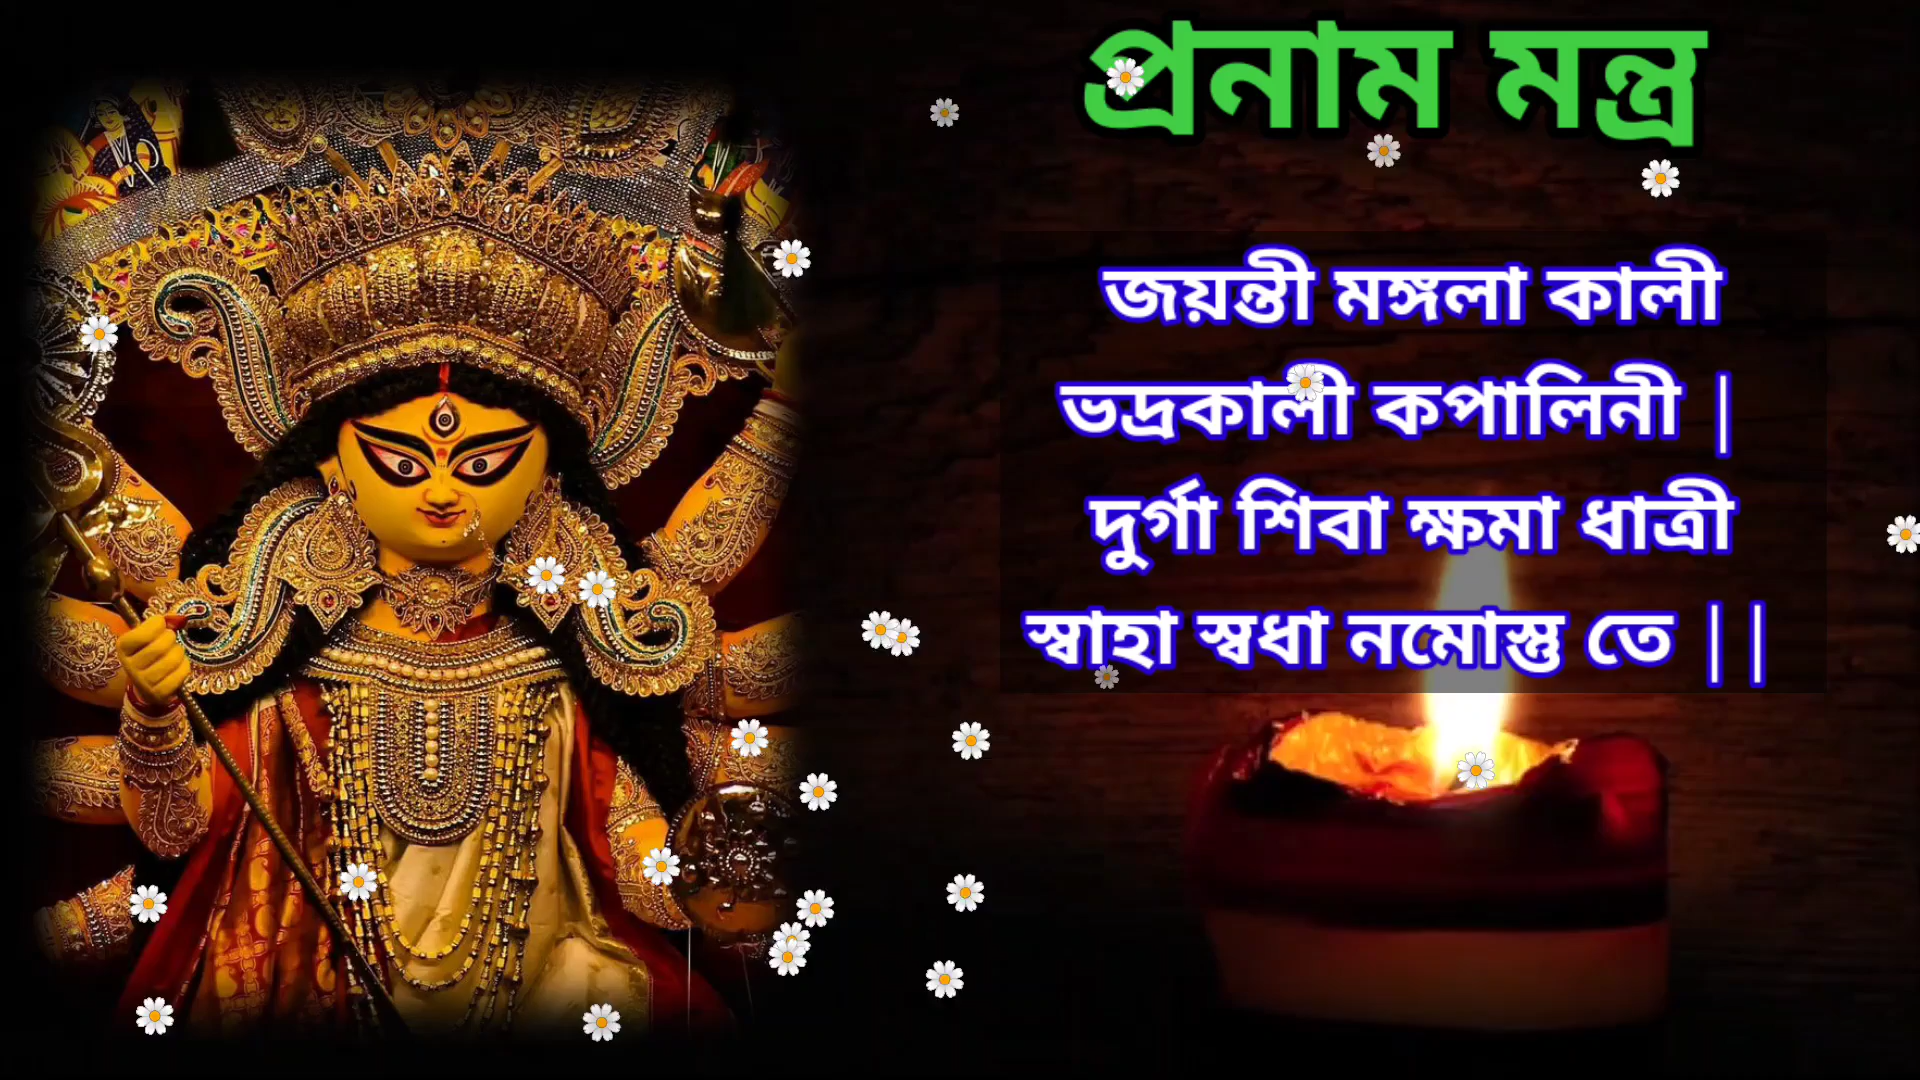 প্রনাম মন্ত্র
জয়ন্তী মঙ্গলা কালী
ভদ্রকালী কপালিনী |
দুর্গা শিবা ক্ষমা ধাত্রী
স্বাহা স্বধা নমোস্তু তে ||